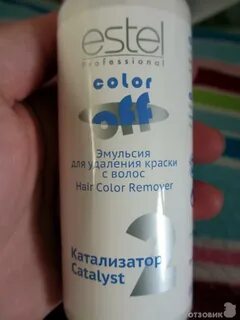 estel
Professional
color
off
Эмульсия
для удаления краски
с волос
Hair Color Remover
2
Катализатор
Catalyst
отзовик